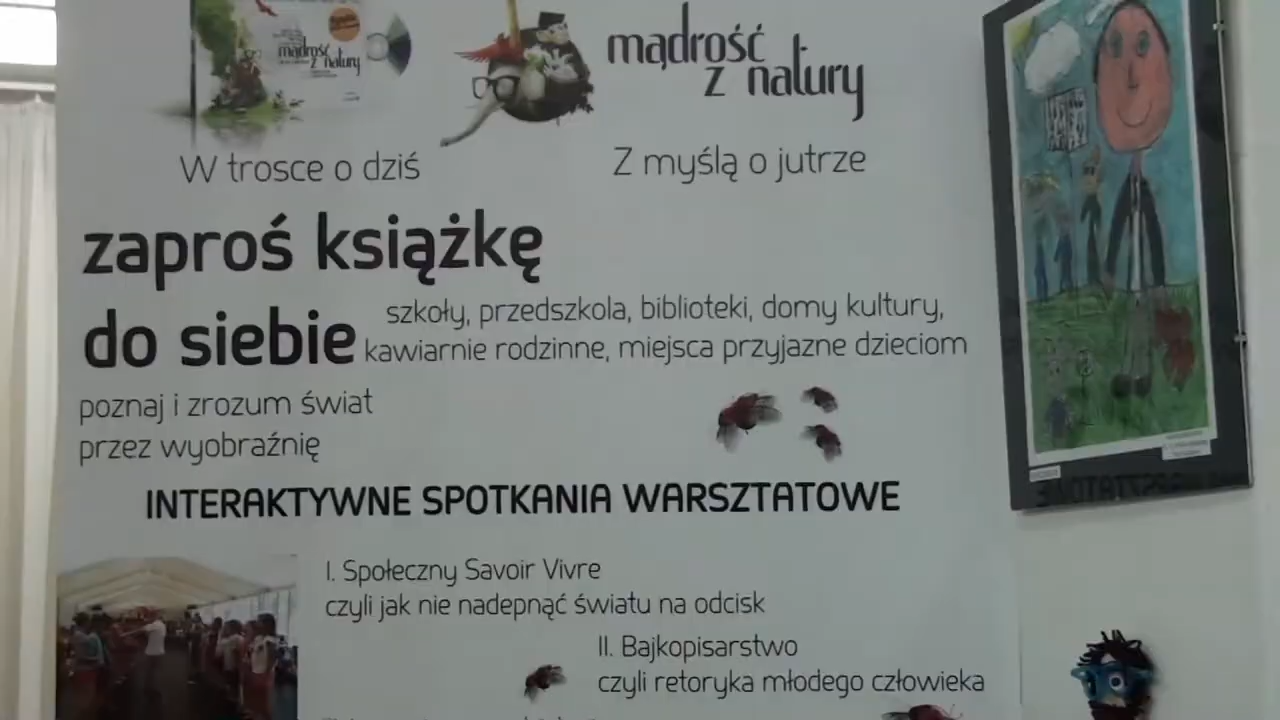 mądrość
z natury
mądrość
z natury
W trosce o dziś
Z myślą o jutrze
zaproś książkę
do siebie
szkoły, przedszkola, biblioteki, domy kultury,
kawiarnie rodzinne, miejsca przyjazne dzieciom
poznaj i zrozum świat
przez wyobraźnię
INTERAKTYWNE SPOTKANIA WARSZTATOWE
I. Społeczny Savoir Vivre
czyli jak nie nadepnąć światu na odcisk
II. Bajkopisarstwo
czyli retoryka młodego człowieka